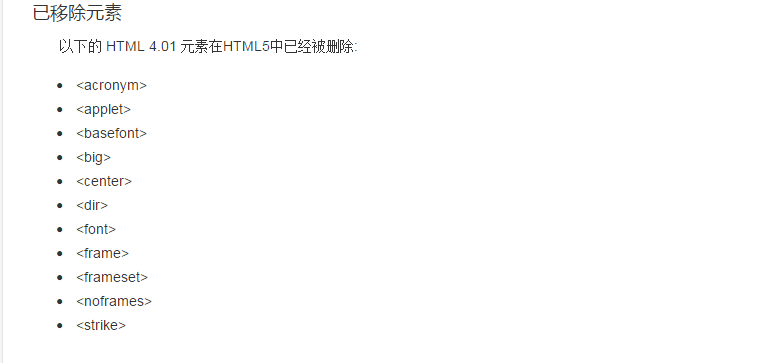 已移除元素
以下的 HTML 4.01 元素在HTML5中已经被删除:
• <acronym>
• <applet>
• <basefont>
• <big>
• <center>
• <dir>
• <font>
• <frame>
• <frameset>
• <noframes>
• <strike>